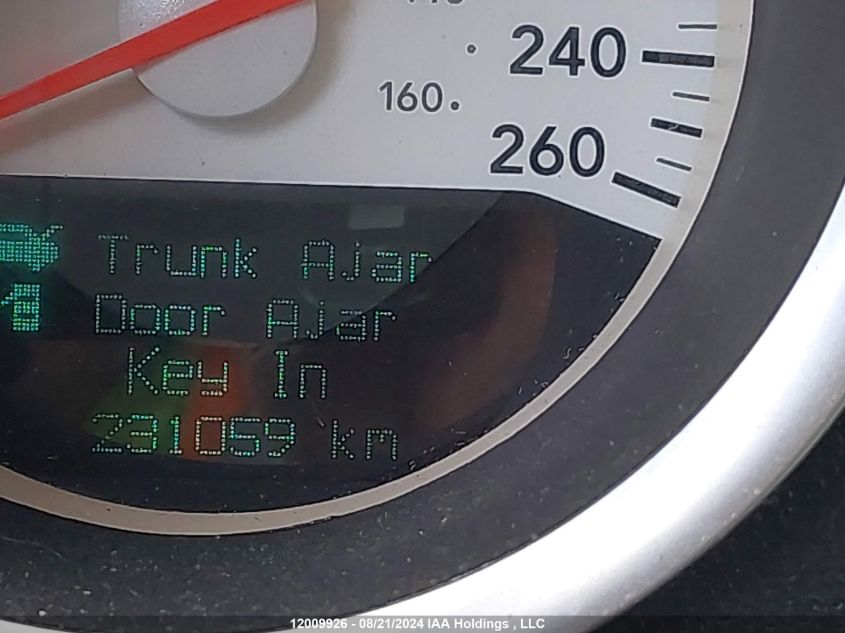 240
160
260
Trunk Ajar
Door Ajar
Key In
231059 km
12009926 - 08/21/2024 IAA Holdings , LLC